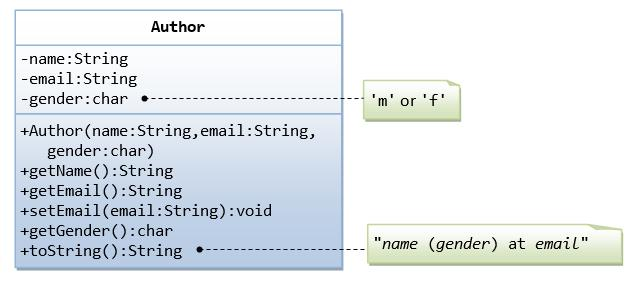 Author
-name:String
-email:String
-gender:char
'm' or 'f'
+Author(name:String,email:String,
gender:char)
+getName():String
+getEmail():String
+setEmail(email:String):void
+getGender():char
+toString():String
"name (gender) at email"